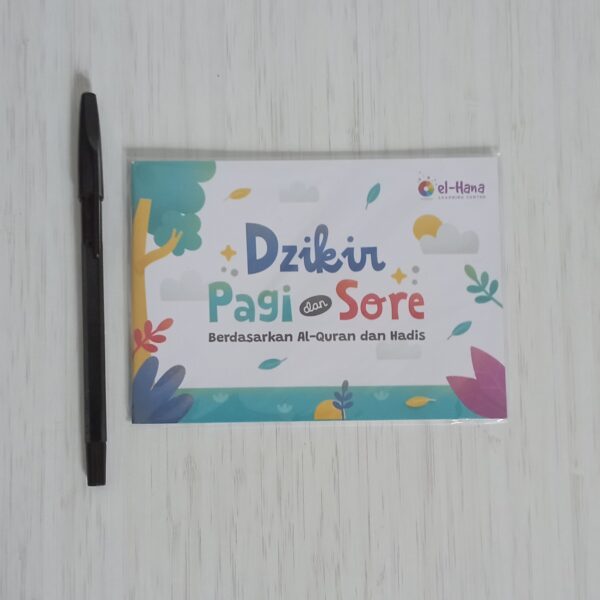 el-Hana
LEARNING CENTER
Dzikir
Pagi dan Sore
Berdasarkan Al-Quran dan Hadis